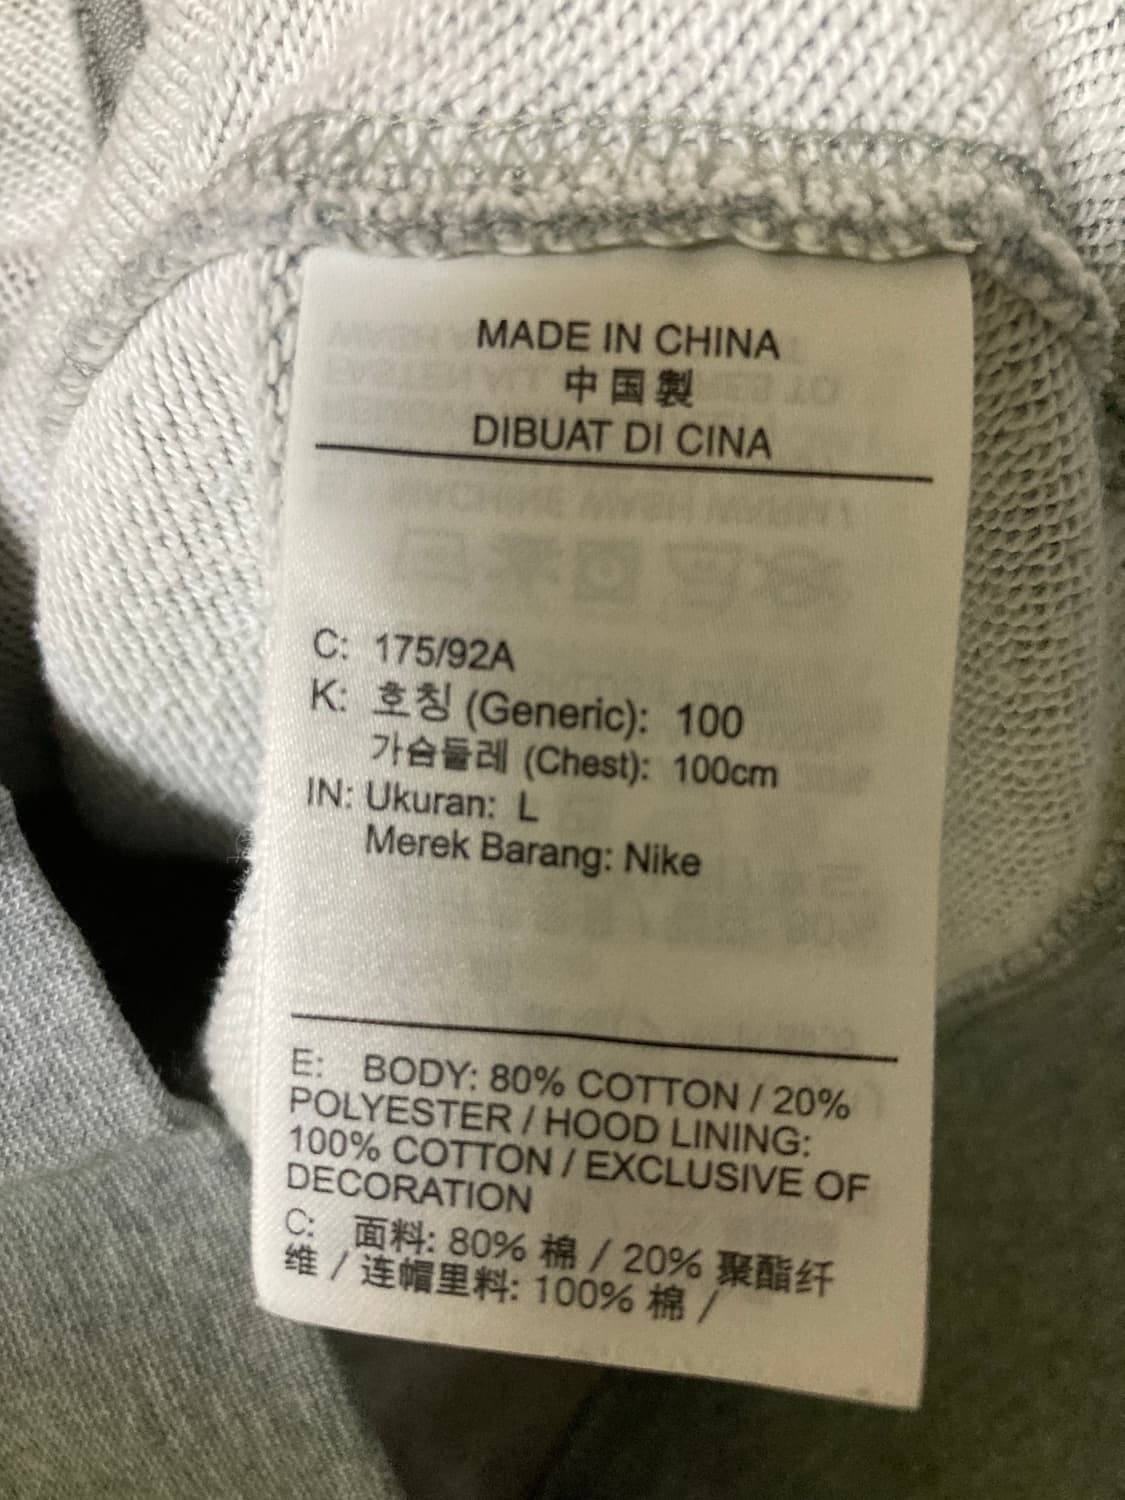 MADE IN CHINA
中国製
DIBUAT DI CINA
C: 175/92A
K: 호칭 (Generic): 100
가슴둘레 (Chest): 100cm
IN: Ukuran: L
Merek Barang: Nike
E: BODY: 80% COTTON / 20%
POLYESTER / HOOD LINING:
100% COTTON / EXCLUSIVE OF
DECORATION
C: 面料: 80% 棉 / 20% 聚酯纤
维 / 连帽里料: 100% 棉 /